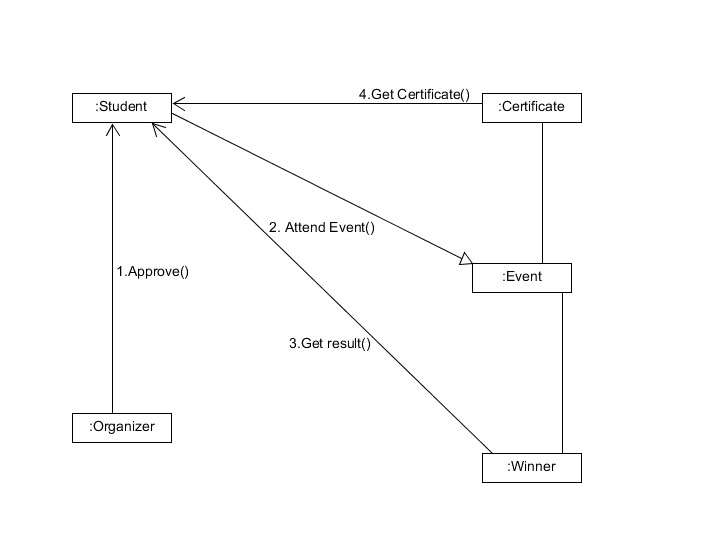 4.Get Certificate()
:Student
:Certificate
2. Attend Event()
1.Approve()
:Event
3.Get result()
:Organizer
:Winner